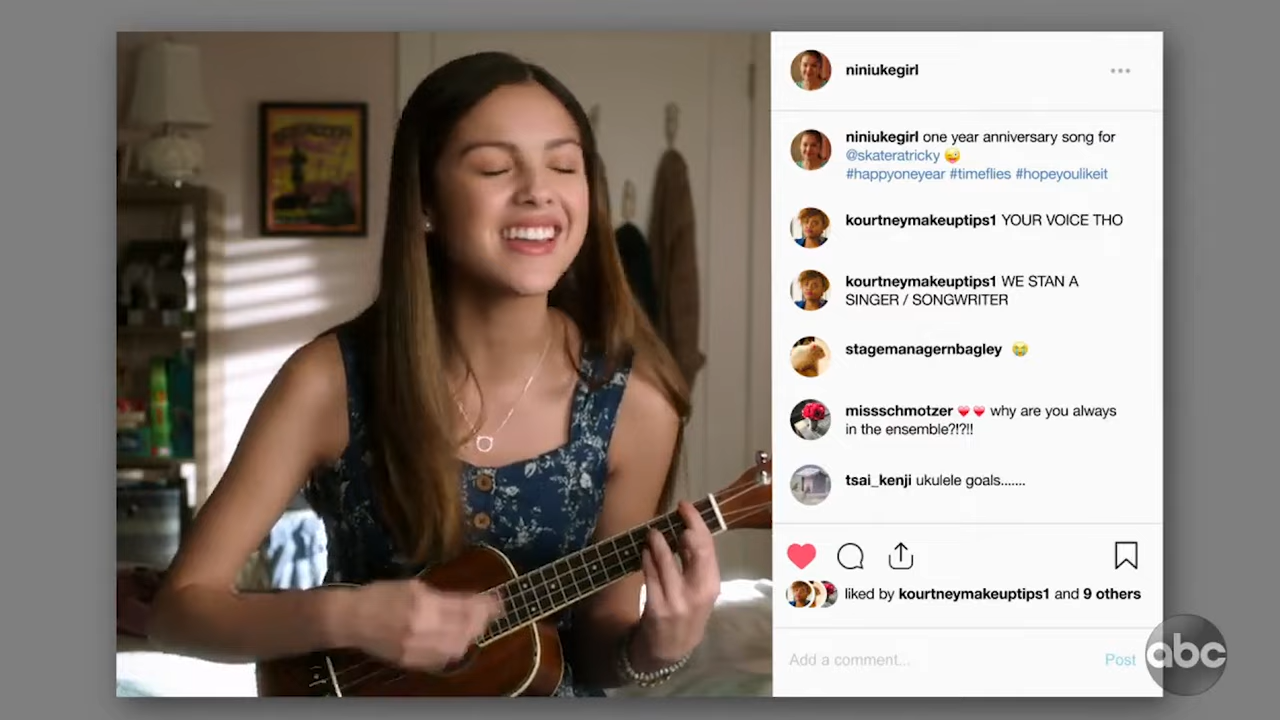 niniukegirl
niniukegirl one year anniversary song for
@skateratricky 😜
#happyoneyear #timeflies #hopeyoulikeit
kourtneymakeuptips1 YOUR VOICE THO
kourtneymakeuptips1 WE STAN A
SINGER / SONGWRITER
stagemanagernbagley 😭
missschmotzer ❤️❤️ why are you always
in the ensemble?!?!!
tsai_kenji ukulele goals.......
liked by kourtneymakeuptips1 and 9 others
Add a comment...
Post
abc